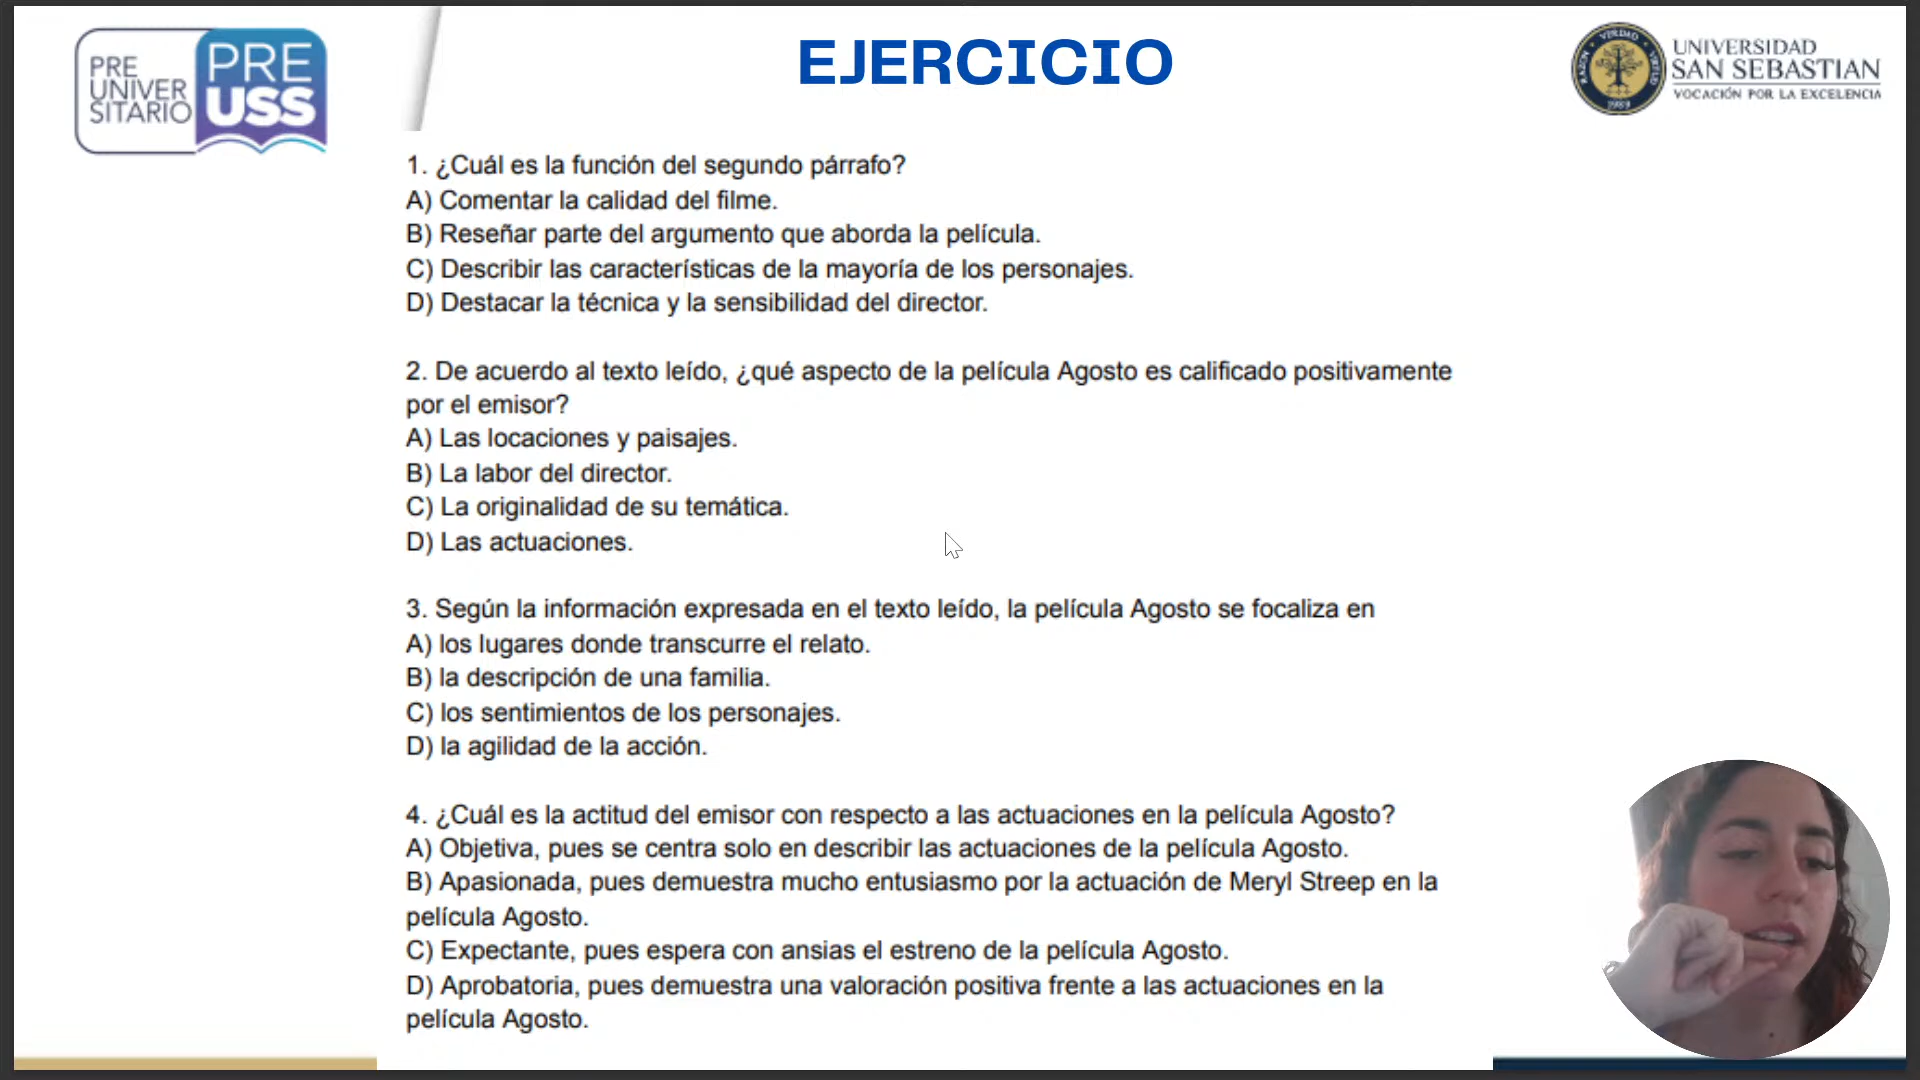 PRE
UNIVER
SITARIO
PRE
USS
EJERCICIO
UNIVERSIDAD
SAN SEBASTIAN
VOCACIÓN POR LA EXCELENCIA
VERDAD
1989
1. ¿Cuál es la función del segundo párrafo?
A) Comentar la calidad del filme.
B) Reseñar parte del argumento que aborda la película.
C) Describir las características de la mayoría de los personajes.
D) Destacar la técnica y la sensibilidad del director.
2. De acuerdo al texto leído, ¿qué aspecto de la película Agosto es calificado positivamente
por el emisor?
A) Las locaciones y paisajes.
B) La labor del director.
C) La originalidad de su temática.
D) Las actuaciones.
3. Según la información expresada en el texto leído, la película Agosto se focaliza en
A) los lugares donde transcurre el relato.
B) la descripción de una familia.
C) los sentimientos de los personajes.
D) la agilidad de la acción.
4. ¿Cuál es la actitud del emisor con respecto a las actuaciones en la película Agosto?
A) Objetiva, pues se centra solo en describir las actuaciones de la película Agosto.
B) Apasionada, pues demuestra mucho entusiasmo por la actuación de Meryl Streep en la
película Agosto.
C) Expectante, pues espera con ansias el estreno de la película Agosto.
D) Aprobatoria, pues demuestra una valoración positiva frente a las actuaciones en la
película Agosto.